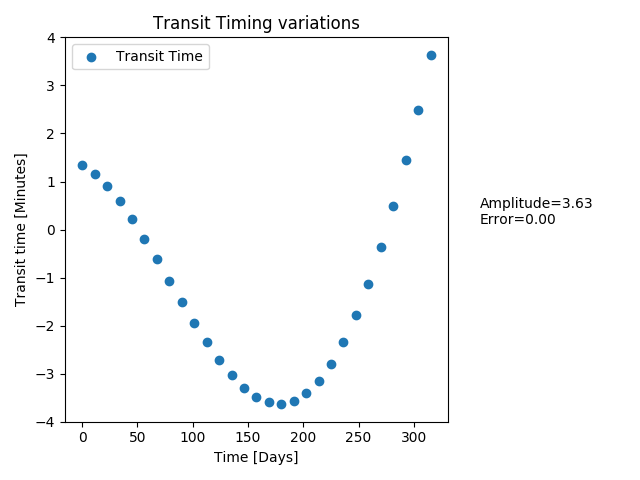 Transit Timing variations
Transit Time
Transit time [Minutes]
4
3
2
1
0
−1
−2
−3
−4
0
50
100
150
200
250
300
Time [Days]
Amplitude=3.63
Error=0.00